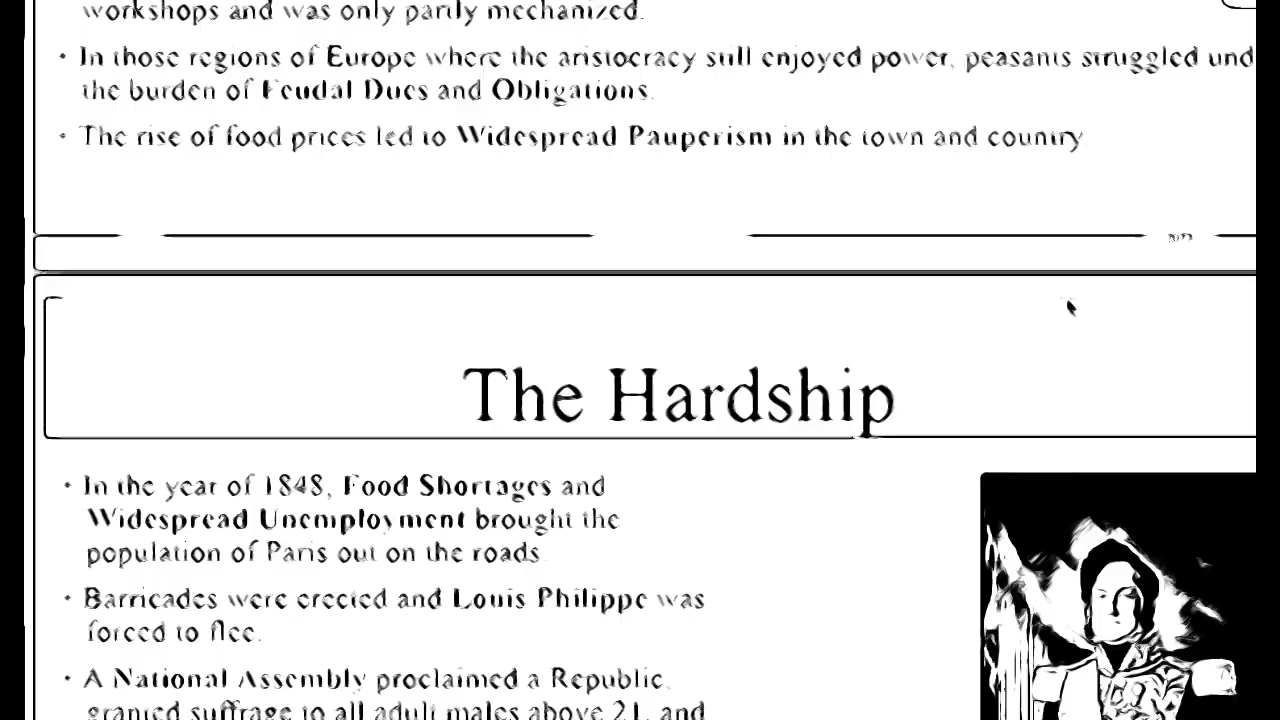 workshops and was only partly mechanized.
• In those regions of Europe where the aristocracy still enjoyed power, peasants struggled und
the burden of Feudal Dues and Obligations.
• The rise of food prices led to Widespread Pauperism in the town and country
The Hardship
• In the year of 1848, Food Shortages and
Widespread Unemployment brought the
population of Paris out on the roads
• Barricades were erected and Louis Philippe was
forced to flee.
• A National Assembly proclaimed a Republic,
granted suffrage to all adult males above 21, and